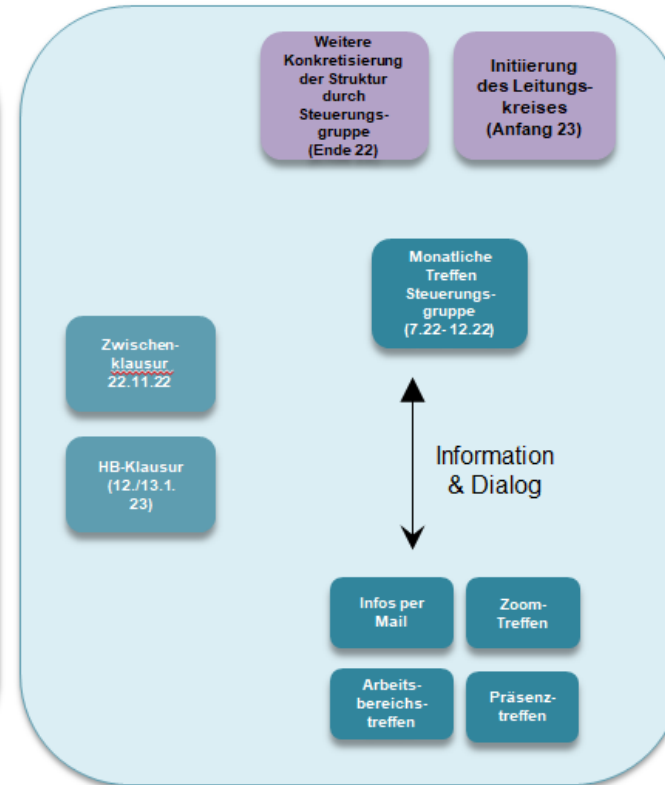 Weitere
Konkretisierung
der Struktur
durch
Steuerungs-
gruppe
(Ende 22)
Initiierung
des Leitungs-
kreises
(Anfang 23)
Monatliche
Treffen
Steuerungs-
gruppe
(7.22- 12.22)
Zwischen-
klausur
22.11.22
HB-Klausur
(12./13.1.
23)
Information
& Dialog
Infos per
Mail
Zoom-
Treffen
Arbeits-
bereichs-
treffen
Präsenz-
treffen